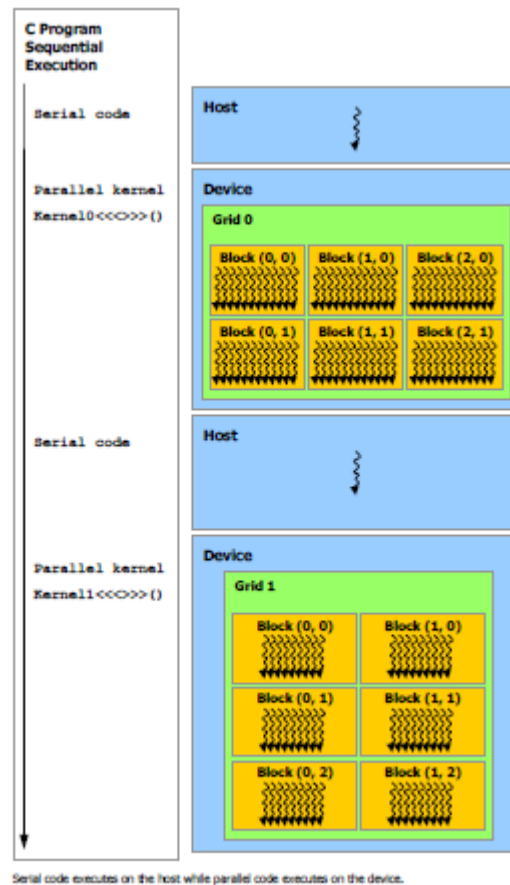 C Program
Sequential
Execution
Serial code
Host
Parallel kernel
Kernel0<<<>>>()
Device
Grid 0
Block (0, 0)
Block (1, 0)
Block (2, 0)
Block (0, 1)
Block (1, 1)
Block (2, 1)
Serial code
Host
Parallel kernel
Kernel1<<<>>>()
Device
Grid 1
Block (0, 0)
Block (1, 0)
Block (0, 1)
Block (1, 1)
Block (0, 2)
Block (1, 2)
Serial code executes on the host while parallel code executes on the device.